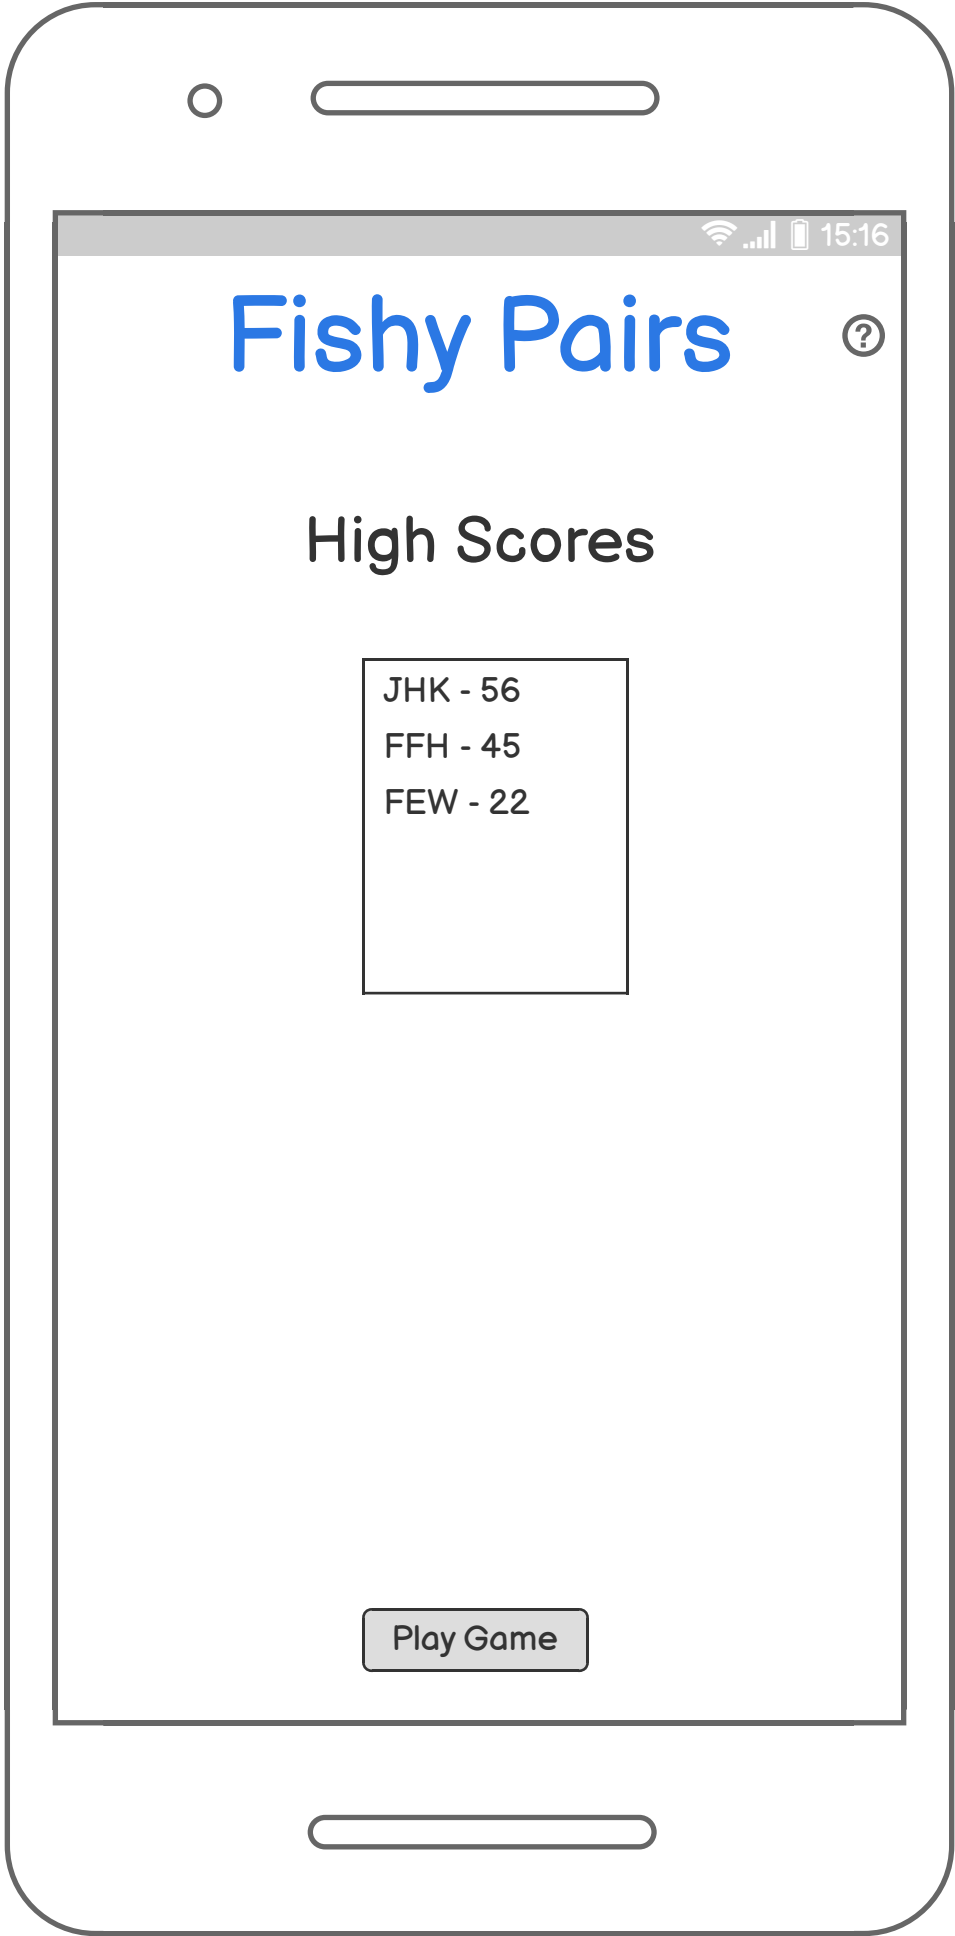 15:16
Fishy Pairs
?
High Scores
JHK - 56
FFH - 45
FEW - 22
Play Game